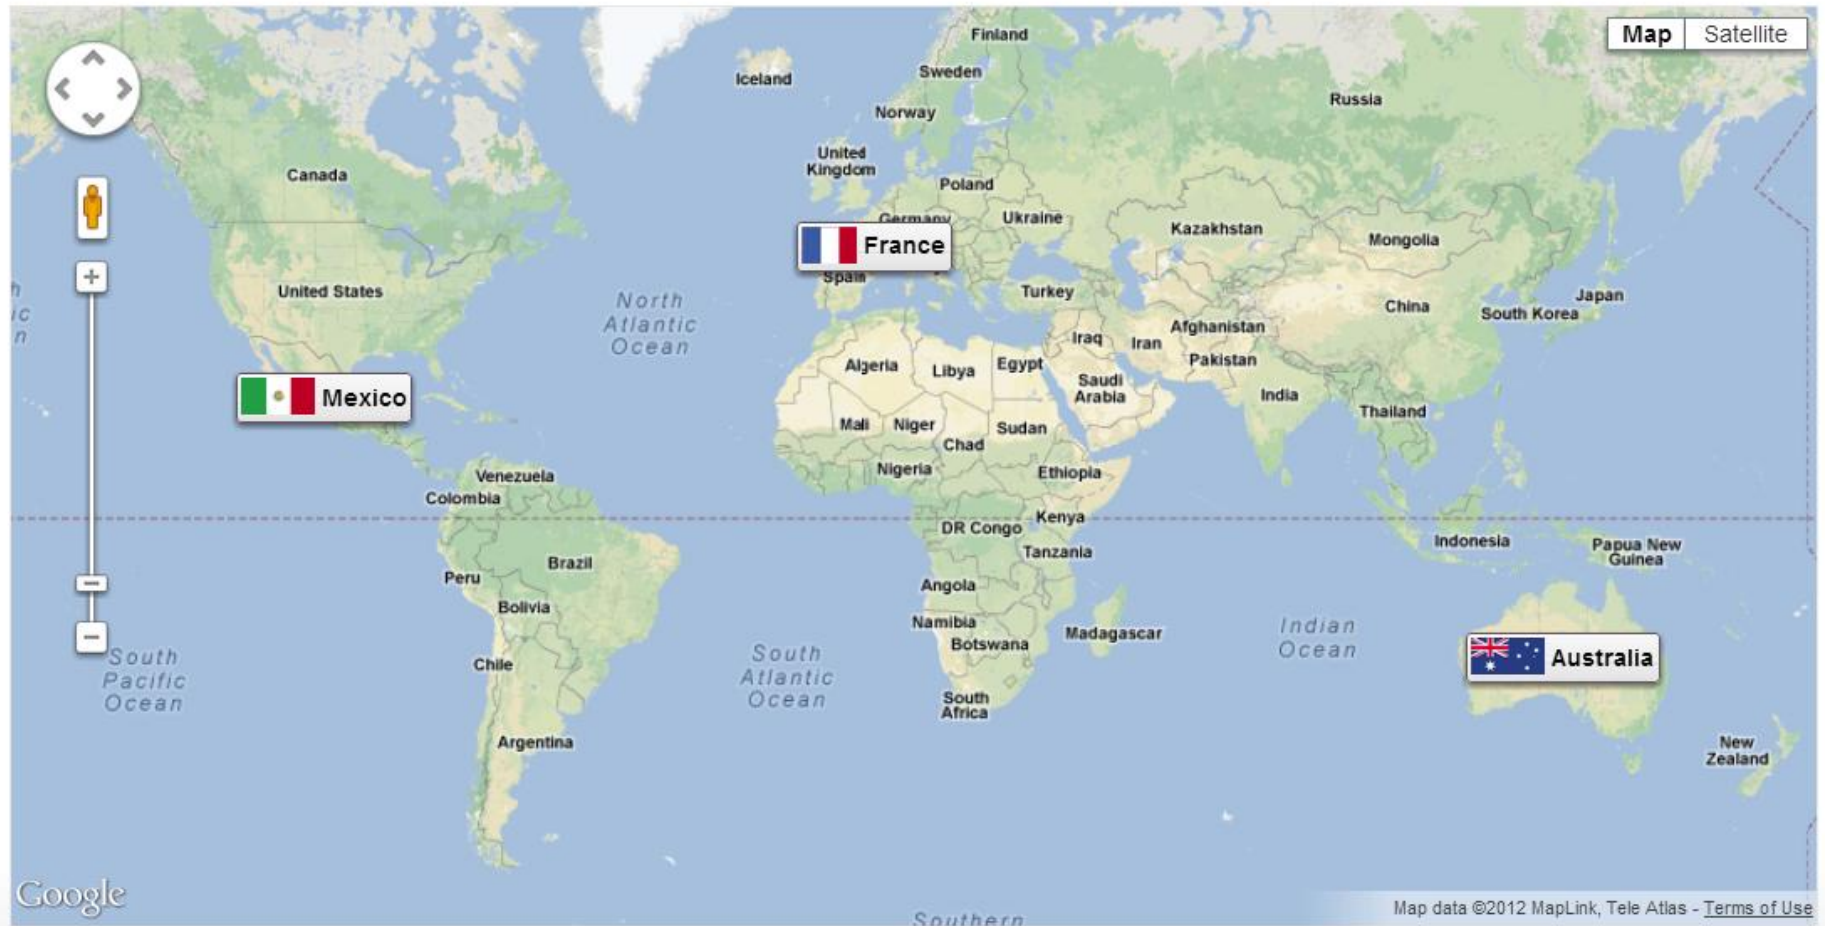 Finland
Map
Satellite
Iceland
Sweden
Russia
Norway
United
Kingdom
Canada
Poland
Germany
Ukraine
Kazakhstan
Mongolia
France
Spain
United States
Turkey
North
Atlantic
Ocean
China
Japan
South Korea
Afghanistan
Iraq
Iran
Pakistan
Algeria
Libya
Egypt
Saudi
Arabia
India
Mexico
Thailand
Mali
Niger
Sudan
Chad
Nigeria
Ethiopia
Venezuela
Colombia
DR Congo
Kenya
Indonesia
Papua New
Guinea
Tanzania
Brazil
Peru
Angola
Bolivia
Namibia
Botswana
Madagascar
Indian
Ocean
South
Pacific
Ocean
Chile
South
Atlantic
Ocean
Australia
South
Africa
Argentina
New
Zealand
Google
Map data ©2012 MapLink, Tele Atlas - Terms of Use
Southern